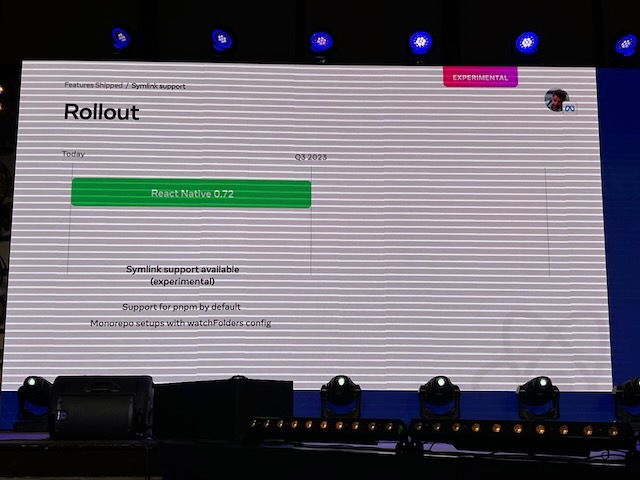 EXPERIMENTAL
Features Shipped / Symlink support
Rollout
Today
Q3 2023
React Native 0.72
Symlink support available
(experimental)
Support for pnpm by default
Monorepo setups with watchFolders config